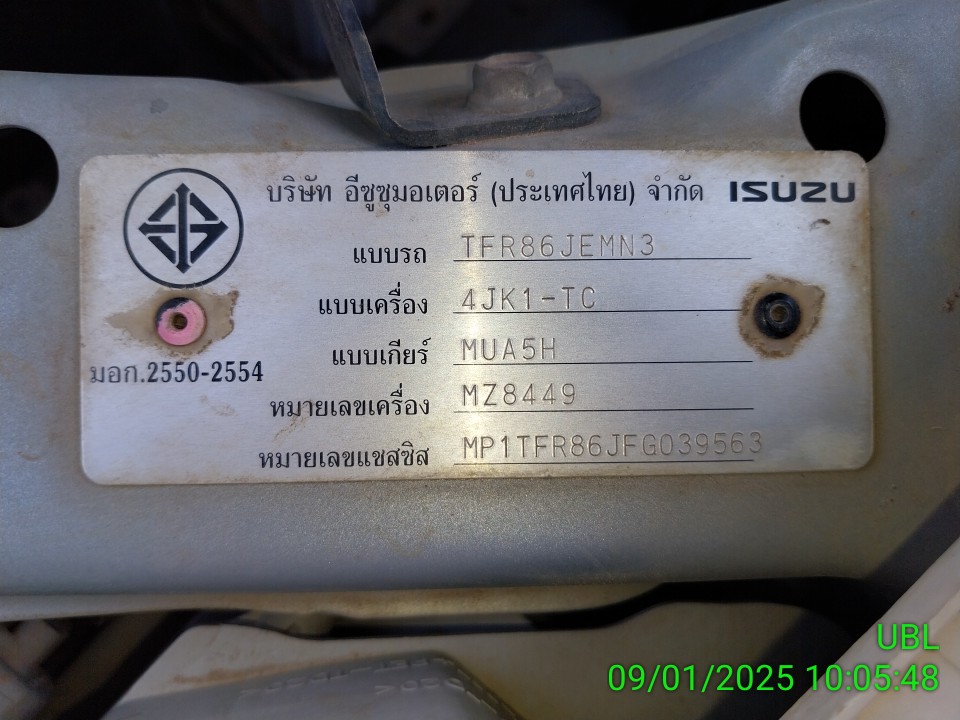 บริษัท อีซูซุมอเตอร์ (ประเทศไทย) จำกัด ISUZU
แบบรถ TFR86JEMN3
แบบเครื่อง 4JK1-TC
แบบเกียร์ MUA5H
มอก.2550-2554
หมายเลขเครื่อง MZ8449
หมายเลขแชสซิส MP1TFR86JFG039563
UBL
09/01/2025 10:05:48